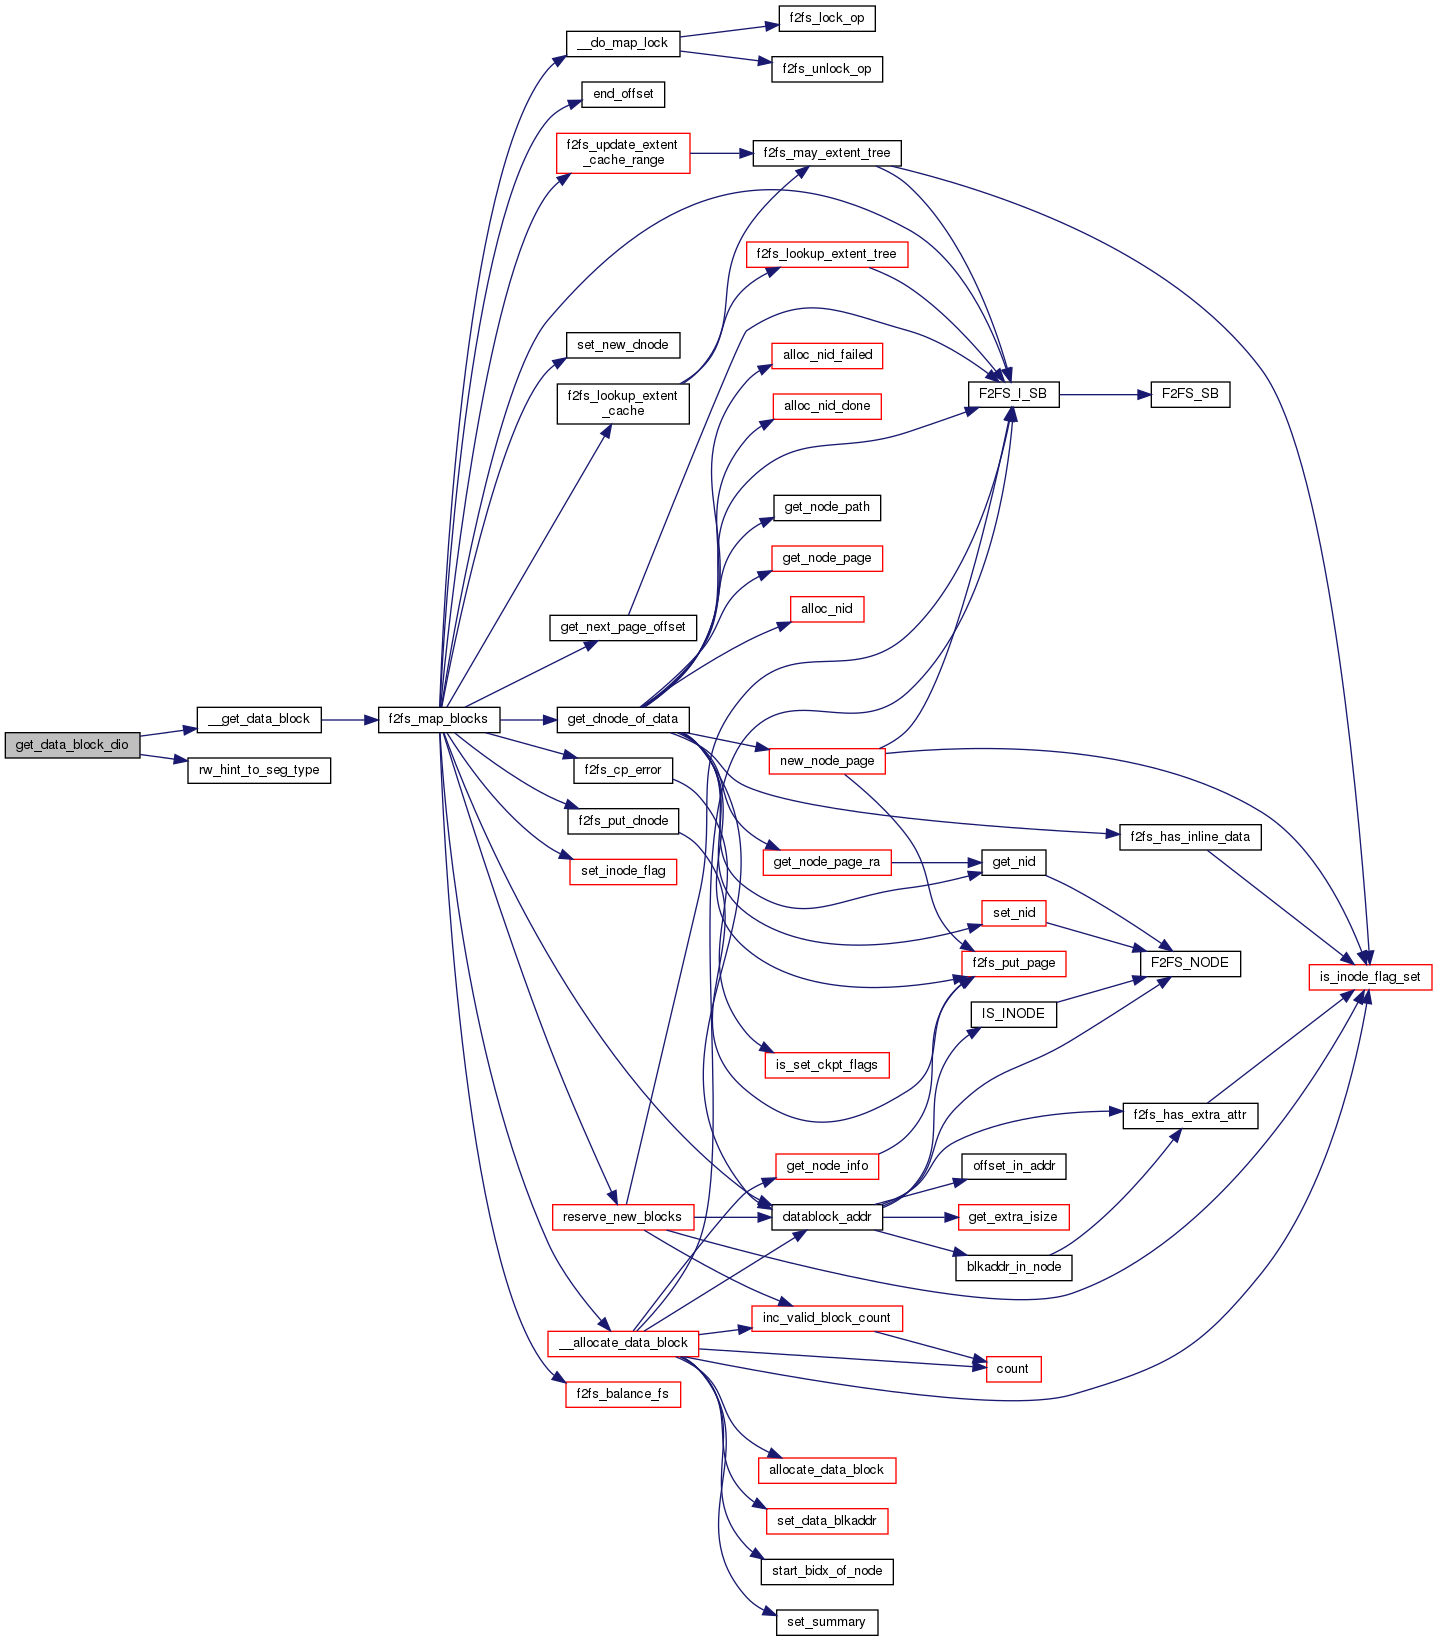 f2fs_lock_op
__do_map_lock
f2fs_unlock_op
end_offset
f2fs_update_extent
_cache_range
f2fs_may_extent_tree
f2fs_lookup_extent_tree
set_new_dnode
alloc_nid_failed
f2fs_lookup_extent
_cache
F2FS_I_SB
F2FS_SB
alloc_nid_done
get_node_path
get_node_page
alloc_nid
get_next_page_offset
__get_data_block
f2fs_map_blocks
get_dnode_of_data
get_data_block_dio
new_node_page
rw_hint_to_seg_type
f2fs_cp_error
f2fs_put_dnode
f2fs_has_inline_data
set_inode_flag
get_node_page_ra
get_nid
set_nid
f2fs_put_page
F2FS_NODE
is_inode_flag_set
IS_INODE
is_set_ckpt_flags
f2fs_has_extra_attr
get_node_info
offset_in_addr
reserve_new_blocks
datablock_addr
get_extra_isize
blkaddr_in_node
inc_valid_block_count
__allocate_data_block
count
f2fs_balance_fs
allocate_data_block
set_data_blkaddr
start_bidx_of_node
set_summary